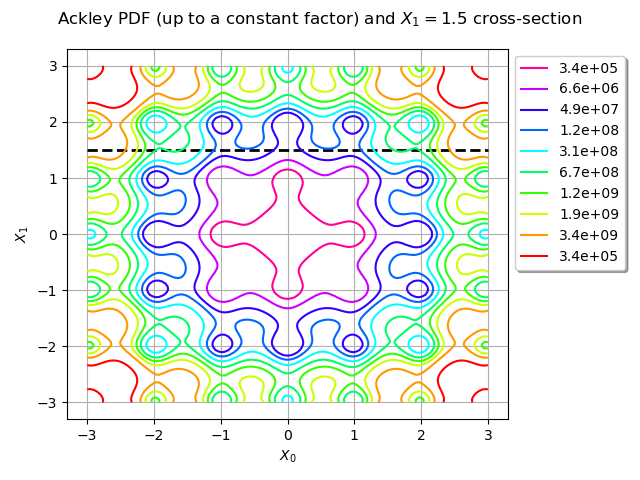 Ackley PDF (up to a constant factor) and X₁ = 1.5 cross-section
3
2
1
0
−1
−2
−3
X₁
−3
−2
−1
0
1
2
3
X₀
3.4e+05
6.6e+06
4.9e+07
1.2e+08
3.1e+08
6.7e+08
1.2e+09
1.9e+09
3.4e+09
3.4e+05